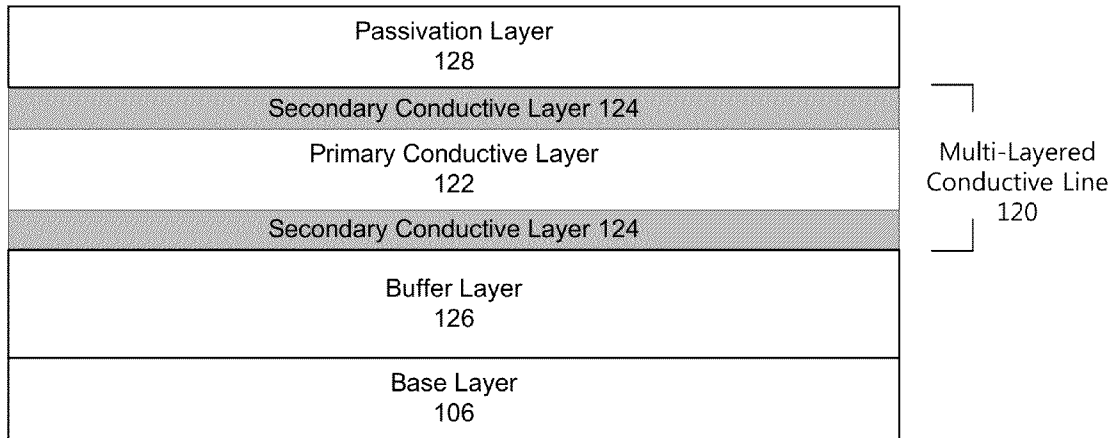 Passivation Layer
128
Secondary Conductive Layer 124
Primary Conductive Layer
122
Secondary Conductive Layer 124
Multi-Layered
Conductive Line
120
Buffer Layer
126
Base Layer
106